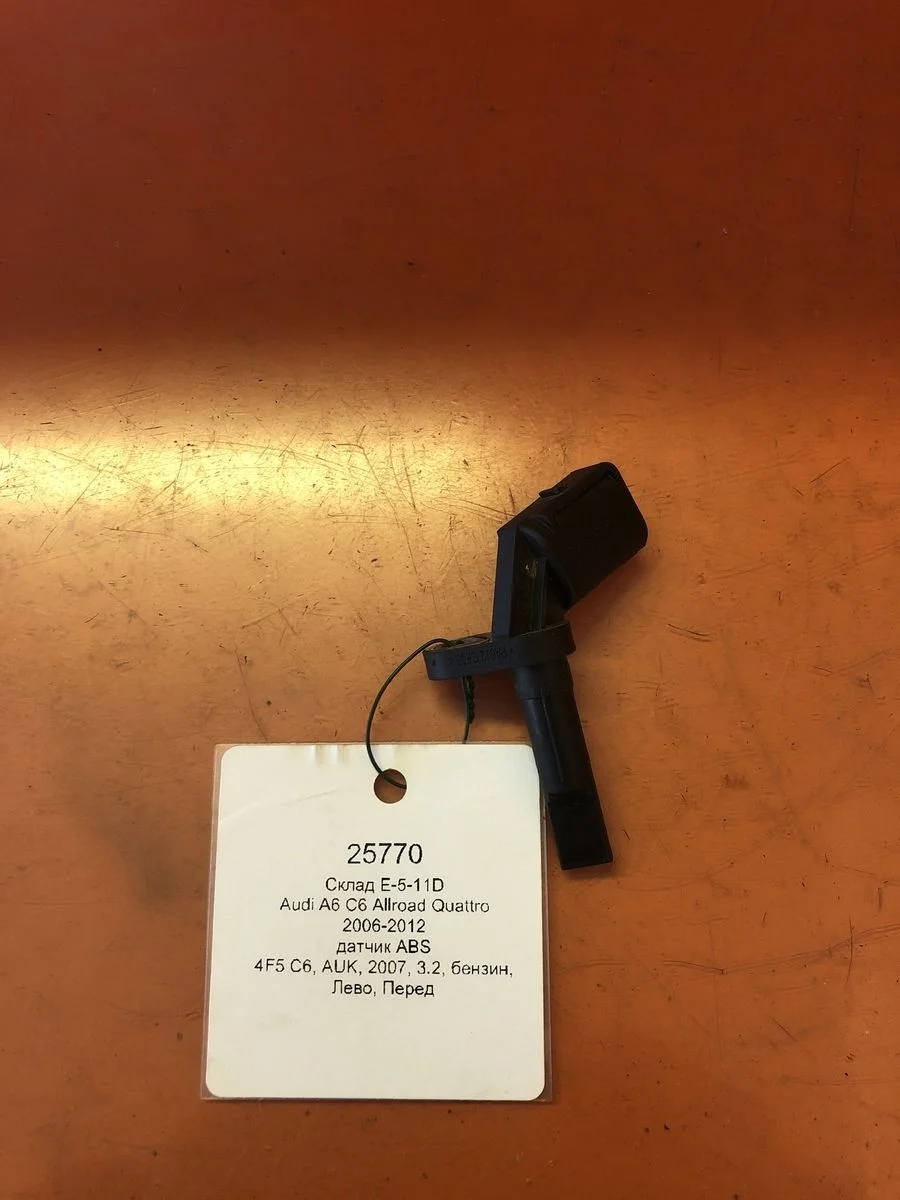 25770
Склад E-5-11D
Audi A6 C6 Allroad Quattro
2006-2012
датчик ABS
4F5 C6, AUK, 2007, 3.2, бензин,
Лево, Перед